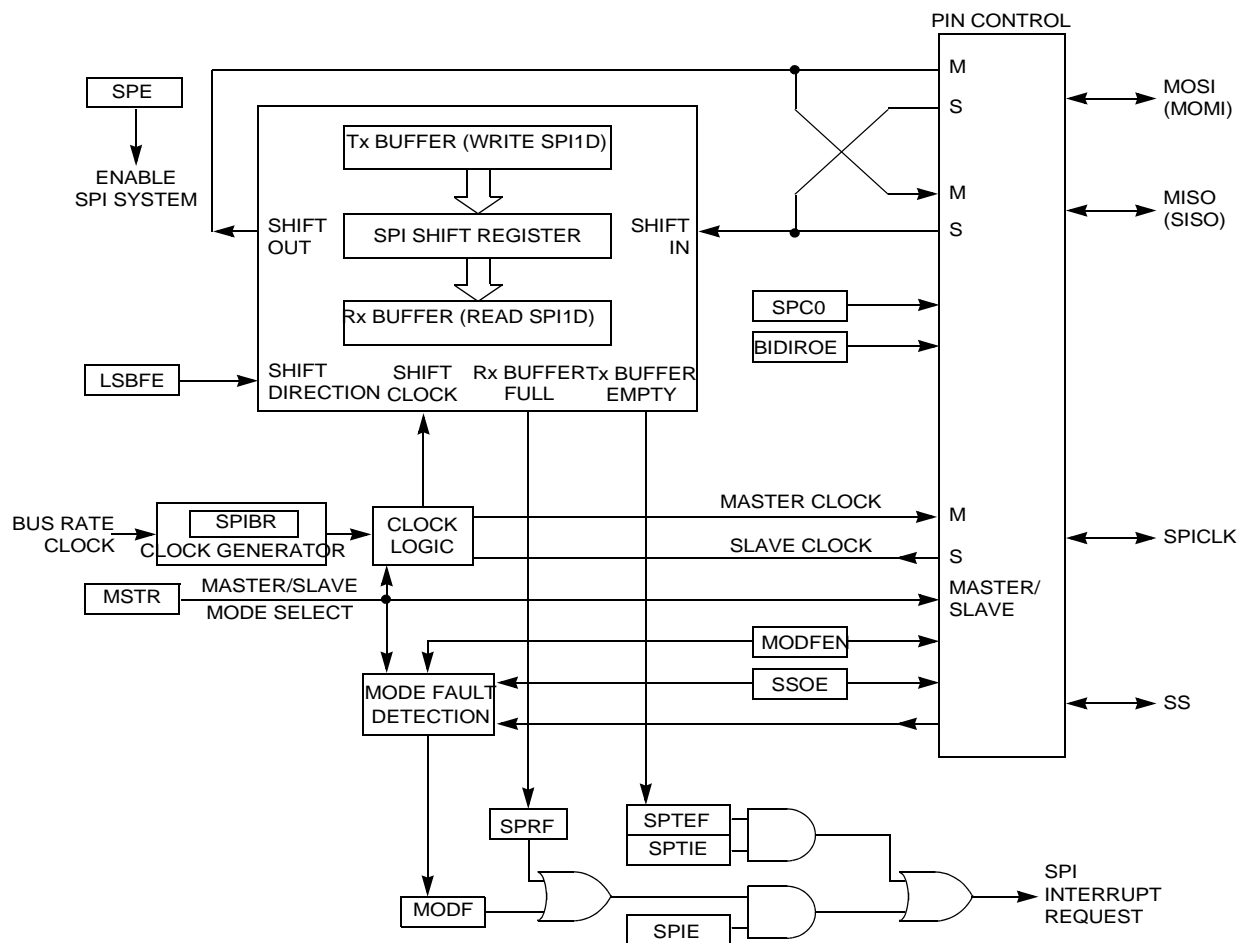 PIN CONTROL
M
MOSI
(MOMI)
S
SPE
ENABLE
SPI SYSTEM
Tx BUFFER (WRITE SPI1D)
M
MISO
(SISO)
SHIFT
OUT
SPI SHIFT REGISTER
SHIFT
IN
S
Rx BUFFER (READ SPI1D)
SPC0
BIDIROE
LSBFE
SHIFT
DIRECTION
SHIFT
CLOCK
Rx BUFFER
FULL
Tx BUFFER
EMPTY
BUS RATE
CLOCK
SPIBR
CLOCK GENERATOR
CLOCK
LOGIC
MASTER CLOCK
M
SLAVE CLOCK
S
SPICLK
MSTR
MASTER/SLAVE
MODE SELECT
MASTER/
SLAVE
MODFEN
MODE FAULT
DETECTION
SSOE
SS
SPRF
SPTEF
SPTIE
MODF
SPIE
SPI
INTERRUPT
REQUEST